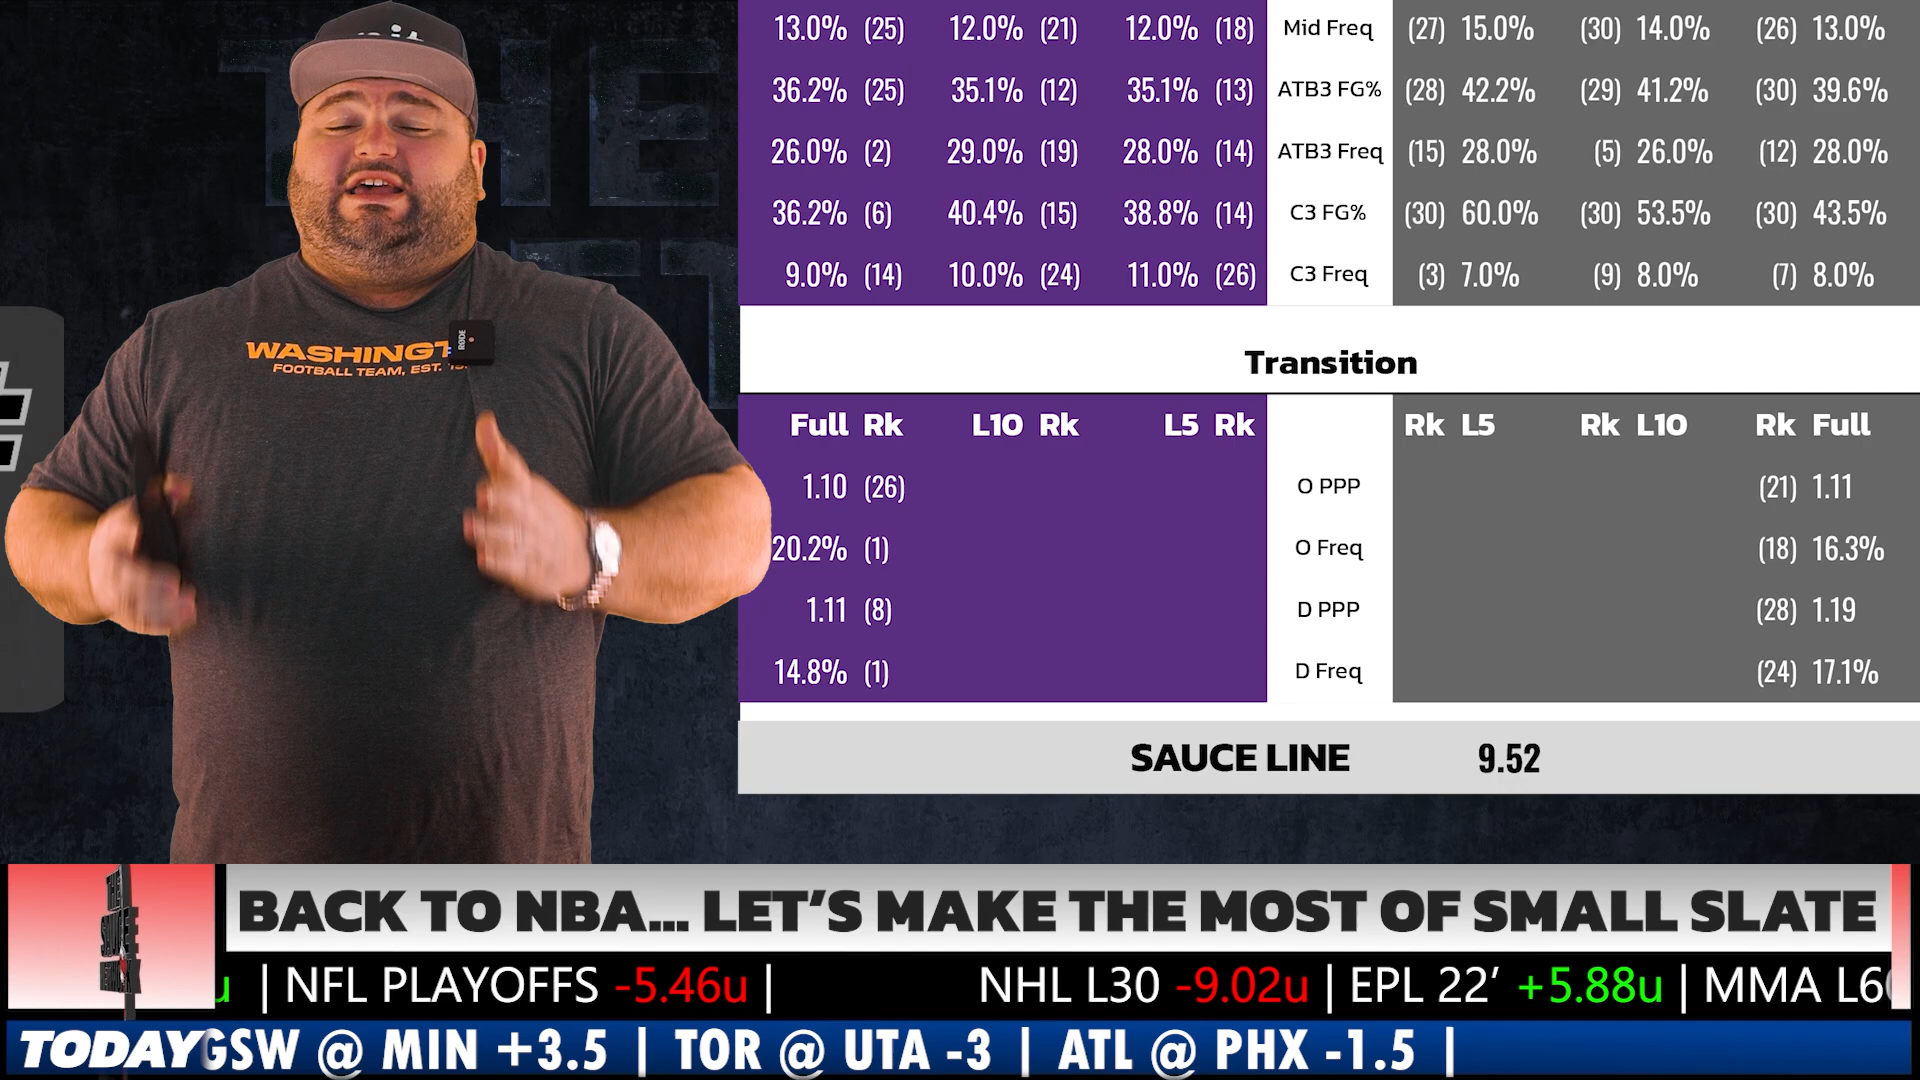 13.0% (25) 12.0% (21) 12.0% (18) Mid Freq (27) 15.0% (30) 14.0% (26) 13.0%
36.2% (25) 35.1% (12) 35.1% (13) ATB3 FG% (28) 42.2% (29) 41.2% (30) 39.6%
26.0% (2) 29.0% (19) 28.0% (14) ATB3 Freq (15) 28.0% (5) 26.0% (12) 28.0%
36.2% (6) 40.4% (15) 38.8% (14) C3 FG% (30) 60.0% (30) 53.5% (30) 43.5%
9.0% (14) 10.0% (24) 11.0% (26) C3 Freq (3) 7.0% (9) 8.0% (7) 8.0%
Transition
Full Rk L10 Rk L5 Rk Rk L5 Rk L10 Rk Full
1.10 (26) O PPP (21) 1.11
20.2% (1) O Freq (18) 16.3%
1.11 (8) D PPP (28) 1.19
14.8% (1) D Freq (24) 17.1%
SAUCE LINE 9.52
THE
WASHINGT
FOOTBALL TEAM, EST.
RØDE
BACK TO NBA... LET'S MAKE THE MOST OF SMALL SLATE
u | NFL PLAYOFFS -5.46u | NHL L30 -9.02u | EPL 22' +5.88u | MMA L60
TODAY GSW @ MIN +3.5 | TOR @ UTA -3 | ATL @ PHX -1.5 |